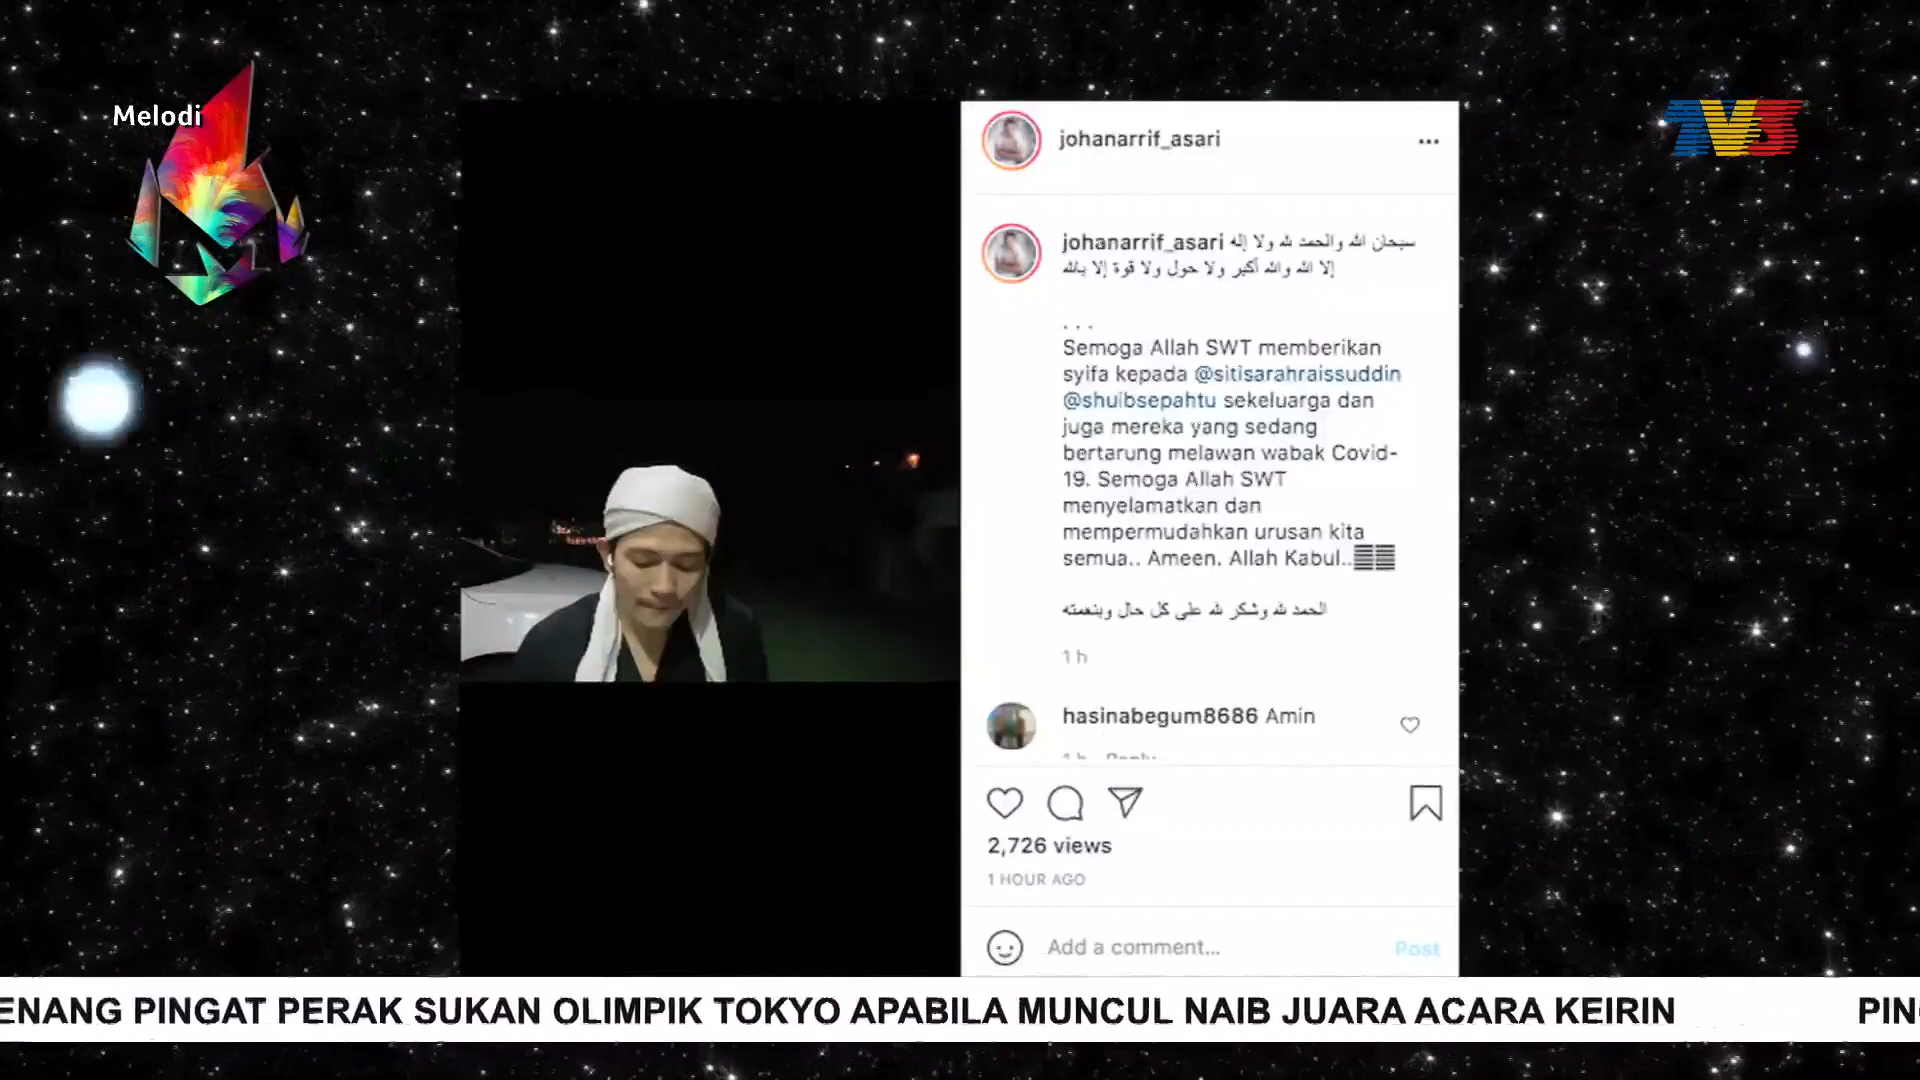 Melodi
TV3
johanarrif_asari
johanarrif_asari سبحان الله والحمد لله ولا إله
إلا الله والله أكبر ولا حول ولا قوة إلا بالله
. . .
Semoga Allah SWT memberikan
syifa kepada @sitisarahraissuddin
@shuibsepahtu sekeluarga dan
juga mereka yang sedang
bertarung melawan wabak Covid-
19. Semoga Allah SWT
menyelamatkan dan
mempermudahkan urusan kita
semua.. Ameen. Allah Kabul..
الحمد لله وشكر لله على كل حال وبنعمته
1 h
hasinabegum8686 Amin
1 h Reply
2,726 views
1 HOUR AGO
Add a comment...
Post
ENANG PINGAT PERAK SUKAN OLIMPIK TOKYO APABILA MUNCUL NAIB JUARA ACARA KEIRIN PIN